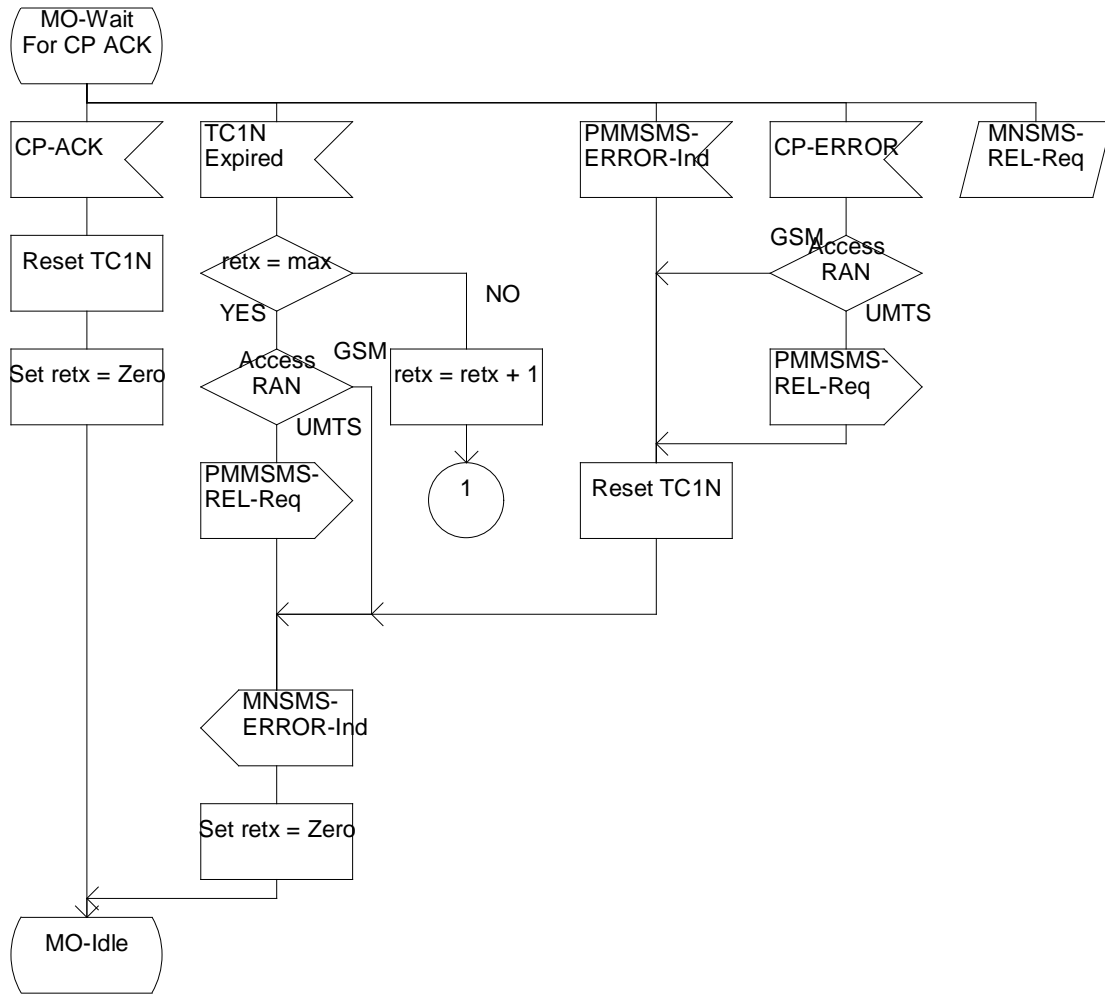 MO-Wait
For CP ACK
CP-ACK
TC1N
Expired
PMMSMS-
ERROR-Ind
CP-ERROR
MNSMS-
REL-Req
Reset TC1N
retx = max
GSM
Access
RAN
NO
YES
UMTS
Set retx = Zero
Access
RAN
GSM
retx = retx + 1
PMMSMS-
REL-Req
UMTS
PMMSMS-
REL-Req
1
Reset TC1N
MNSMS-
ERROR-Ind
Set retx = Zero
MO-Idle